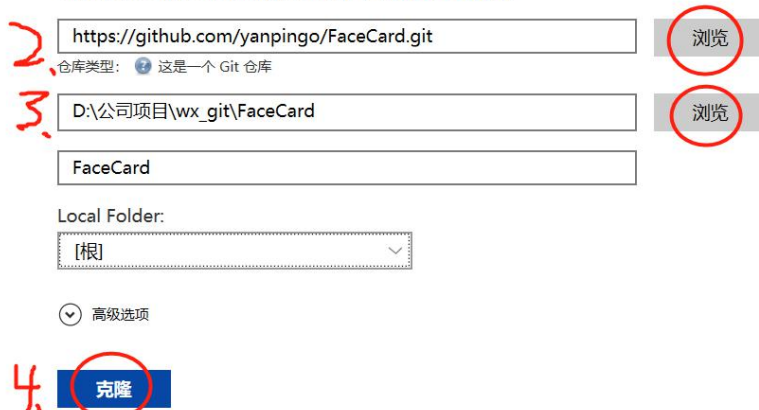 2、 https://github.com/yanpingo/FaceCard.git 浏览
仓库类型： 这是一个 Git 仓库
3、 D:\公司项目\wx_git\FaceCard 浏览
FaceCard
Local Folder:
[根]
高级选项
4、 克隆